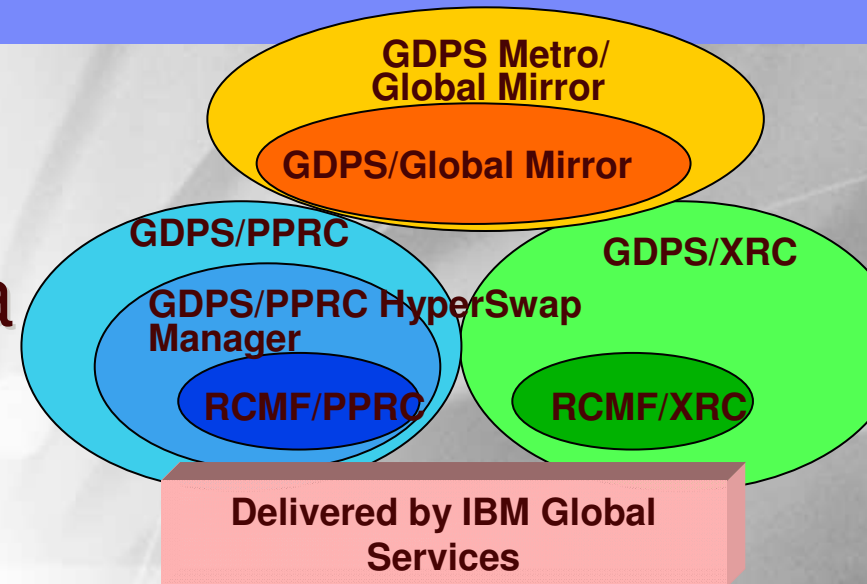 GDPS Metro/
Global Mirror
GDPS/Global Mirror
GDPS/PPRC
GDPS/XRC
a
GDPS/PPRC HyperSwap
Manager
RCMF/PPRC
RCMF/XRC
Delivered by IBM Global
Services